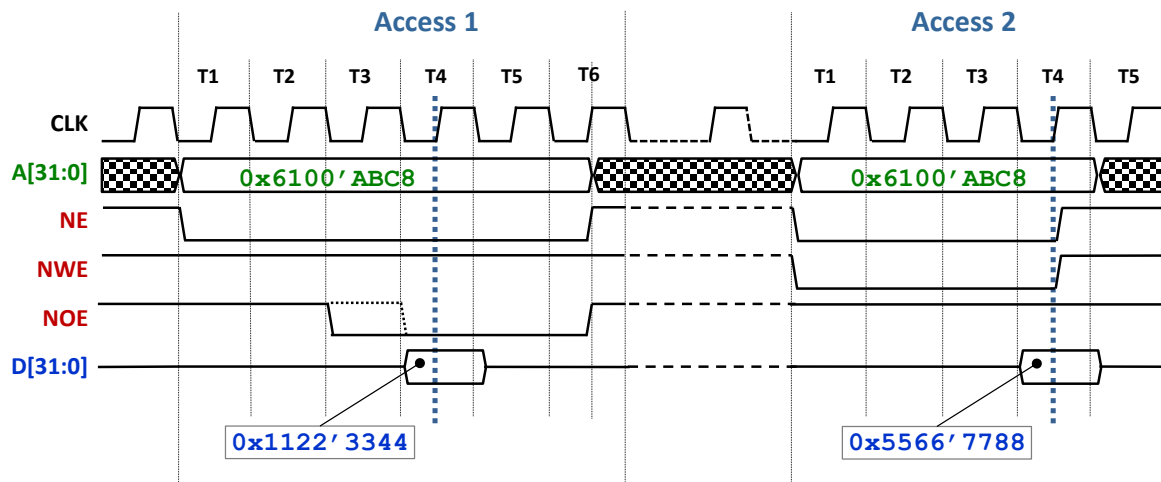 Access 1 Access 2
T1 T2 T3 T4 T5 T6 T1 T2 T3 T4 T5
CLK
A[31:0] 0x6100’ABC8 0x6100’ABC8
NE
NWE
NOE
D[31:0]
0x1122’3344 0x5566’7788